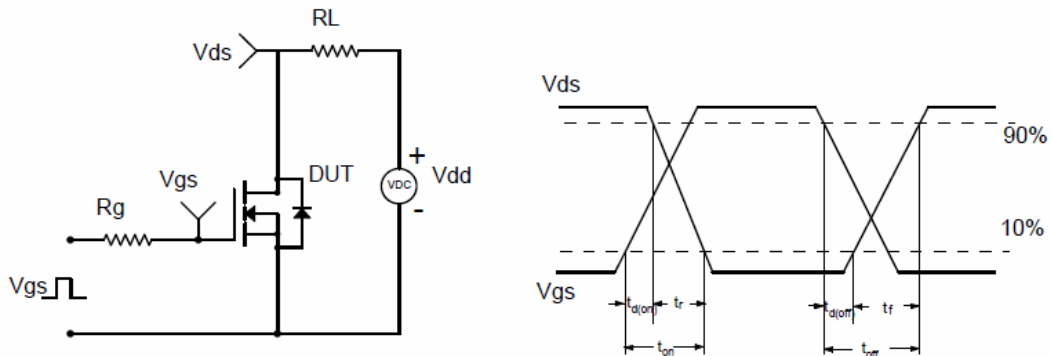 RL
Vds
Vgs
DUT
+
Vdd
VDC
-
Rg
Vgs
Vds
90%
10%
Vgs
td(on)
tr
td(off)
tf
ton
toff